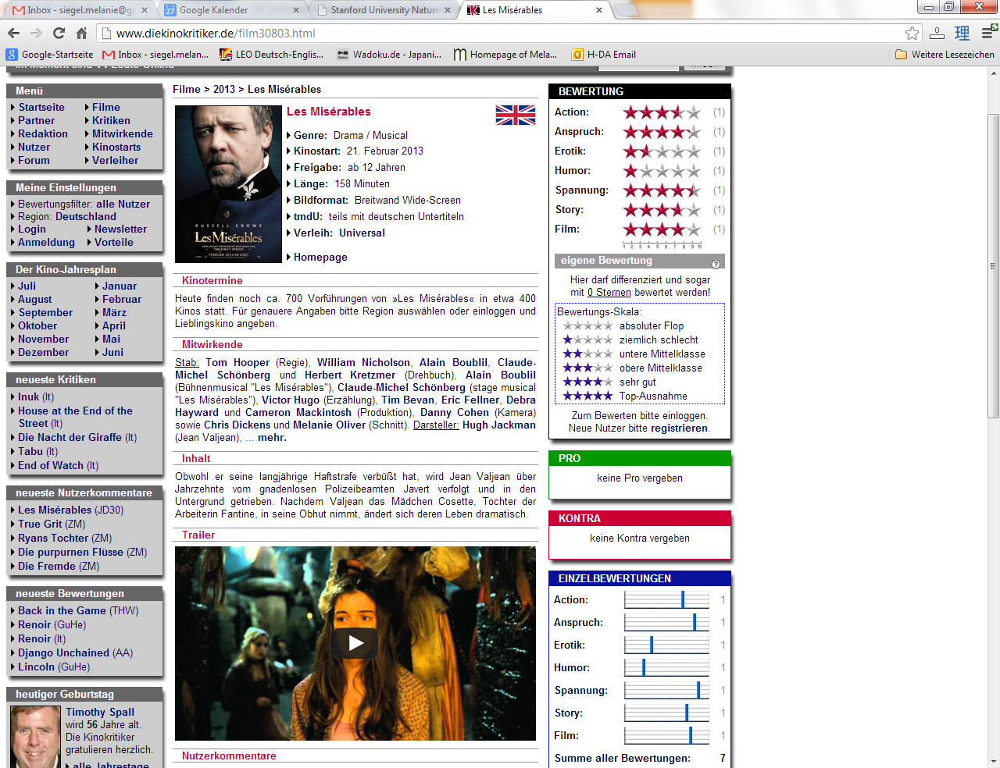 Inbox - siegel.melanie@gr
Google Kalender
Stanford University Nature
Les Misérables
www.diekinokritiker.de/film30803.html
Google-Startseite
Inbox - siegel.melan...
LEO Deutsch-Englis...
Wadoku.de - Japani...
Homepage of Mela...
H-DA Email
Weitere Lesezeichen
Menü
Startseite
Filme
Partner
Kritiken
Redaktion
Mitwirkende
Nutzer
Kinostarts
Forum
Verleiher
Meine Einstellungen
Bewertungsfilter: alle Nutzer
Region: Deutschland
Login
Newsletter
Anmeldung
Vorteile
Der Kino-Jahresplan
Juli
Januar
August
Februar
September
März
Oktober
April
November
Mai
Dezember
Juni
neueste Kritiken
Inuk (lt)
House at the End of the
Street (lt)
Die Nacht der Giraffe (lt)
Tabu (lt)
End of Watch (lt)
neueste Nutzerkommentare
Les Misérables (JD30)
True Grit (ZM)
Ryans Tochter (ZM)
Die purpurnen Flüsse (ZM)
Die Fremde (ZM)
neueste Bewertungen
Back in the Game (THW)
Renoir (GuHe)
Renoir (lt)
Django Unchained (AA)
Lincoln (GuHe)
heutiger Geburtstag
Timothy Spall
wird 56 Jahre alt.
Die Kinokritiker
gratulieren herzlich.
alle Jahrestage
Filme > 2013 > Les Misérables
RUSSELL CROWE
Les Misérables
FEBRUAR 2013 IM KINO
Les Misérables
Genre: Drama / Musical
Kinostart: 21. Februar 2013
Freigabe: ab 12 Jahren
Länge: 158 Minuten
Bildformat: Breitwand Wide-Screen
tmdU: teils mit deutschen Untertiteln
Verleih: Universal
Homepage
Kinotermine
Heute finden noch ca. 700 Vorführungen von »Les Misérables« in etwa 400
Kinos statt. Für genauere Angaben bitte Region auswählen oder einloggen und
Lieblingskino angeben.
Mitwirkende
Stab: Tom Hooper (Regie), William Nicholson, Alain Boublil, Claude-
Michel Schönberg und Herbert Kretzmer (Drehbuch), Alain Boublil
(Bühnenmusical "Les Misérables"), Claude-Michel Schönberg (stage musical
"Les Misérables"), Victor Hugo (Erzählung), Tim Bevan, Eric Fellner, Debra
Hayward und Cameron Mackintosh (Produktion), Danny Cohen (Kamera)
sowie Chris Dickens und Melanie Oliver (Schnitt). Darsteller: Hugh Jackman
(Jean Valjean), ... mehr.
Inhalt
Obwohl er seine langjährige Haftstrafe verbüßt hat, wird Jean Valjean über
Jahrzehnte vom gnadenlosen Polizeibeamten Javert verfolgt und in den
Untergrund getrieben. Nachdem Valjean das Mädchen Cosette, Tochter der
Arbeiterin Fantine, in seine Obhut nimmt, ändert sich deren Leben dramatisch.
Trailer
Nutzerkommentare
BEWERTUNG
Action: (1)
Anspruch: (1)
Erotik: (1)
Humor: (1)
Spannung: (1)
Story: (1)
Film: (1)
1 2 3 4 5 6 7 8 9 10
eigene Bewertung ?
Hier darf differenziert und sogar
mit 0 Sternen bewertet werden!
Bewertungs-Skala:
absoluter Flop
ziemlich schlecht
untere Mittelklasse
obere Mittelklasse
sehr gut
Top-Ausnahme
Zum Bewerten bitte einloggen.
Neue Nutzer bitte registrieren.
PRO
keine Pro vergeben
KONTRA
keine Kontra vergeben
EINZELBEWERTUNGEN
Action: 1
Anspruch: 1
Erotik: 1
Humor: 1
Spannung: 1
Story: 1
Film: 1
Summe aller Bewertungen: 7